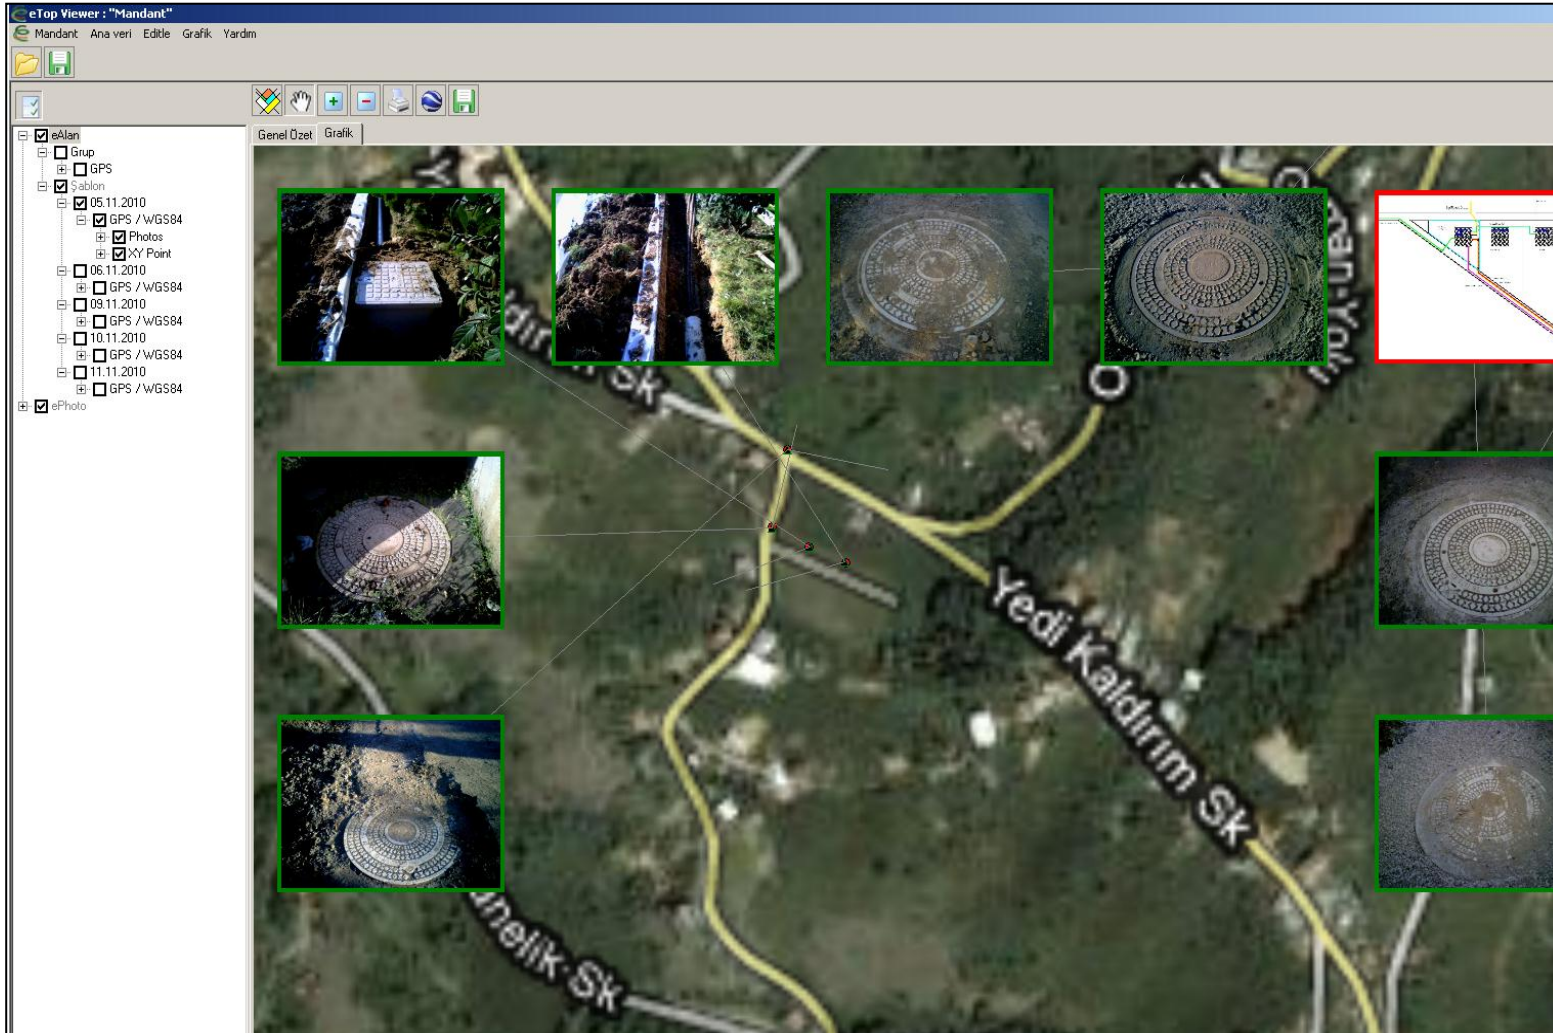 eTop Viewer : "Mandant"
Mandant Ana veri Editle Grafik Yardım
Genel Özet Grafik
eAlan
Grup
GPS
Şablon
05.11.2010
GPS / WGS84
Photos
XY Point
06.11.2010
GPS / WGS84
09.11.2010
GPS / WGS84
10.11.2010
GPS / WGS84
11.11.2010
GPS / WGS84
ePhoto
Sk
Yedi Kaldırım Sk
Sk